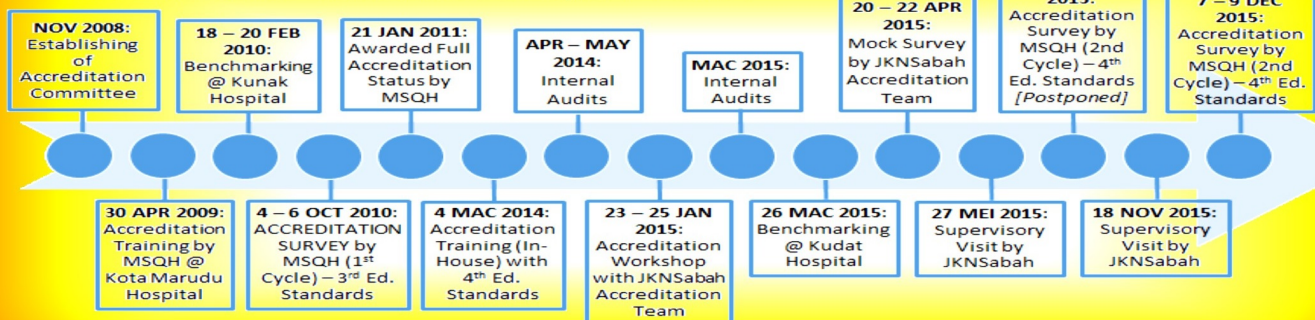 NOV 2008:
Establishing
of
Accreditation
Committee
30 APR 2009:
Accreditation
Training by
MSQH @
Kota Marudu
Hospital
18 – 20 FEB
2010:
Benchmarking
@ Kunak
Hospital
4 – 6 OCT 2010:
ACCREDITATION
SURVEY by
MSQH (1st
Cycle) – 3rd Ed.
Standards
21 JAN 2011:
Awarded Full
Accreditation
Status by
MSQH
4 MAC 2014:
Accreditation
Training (In-
House) with
4th Ed.
Standards
APR – MAY
2014:
Internal
Audits
23 – 25 JAN
2015:
Accreditation
Workshop
with JKNSabah
Accreditation
Team
MAC 2015:
Internal
Audits
26 MAC 2015:
Benchmarking
@ Kudat
Hospital
20 – 22 APR
2015:
Mock Survey
by JKNSabah
Accreditation
Team
27 MEI 2015:
Supervisory
Visit by
JKNSabah
2015:
Accreditation
Survey by
MSQH (2nd
Cycle) – 4th
Ed. Standards
[Postponed]
18 NOV 2015:
Supervisory
Visit by
JKNSabah
7 – 9 DEC
2015:
Accreditation
Survey by
MSQH (2nd
Cycle) – 4th Ed.
Standards